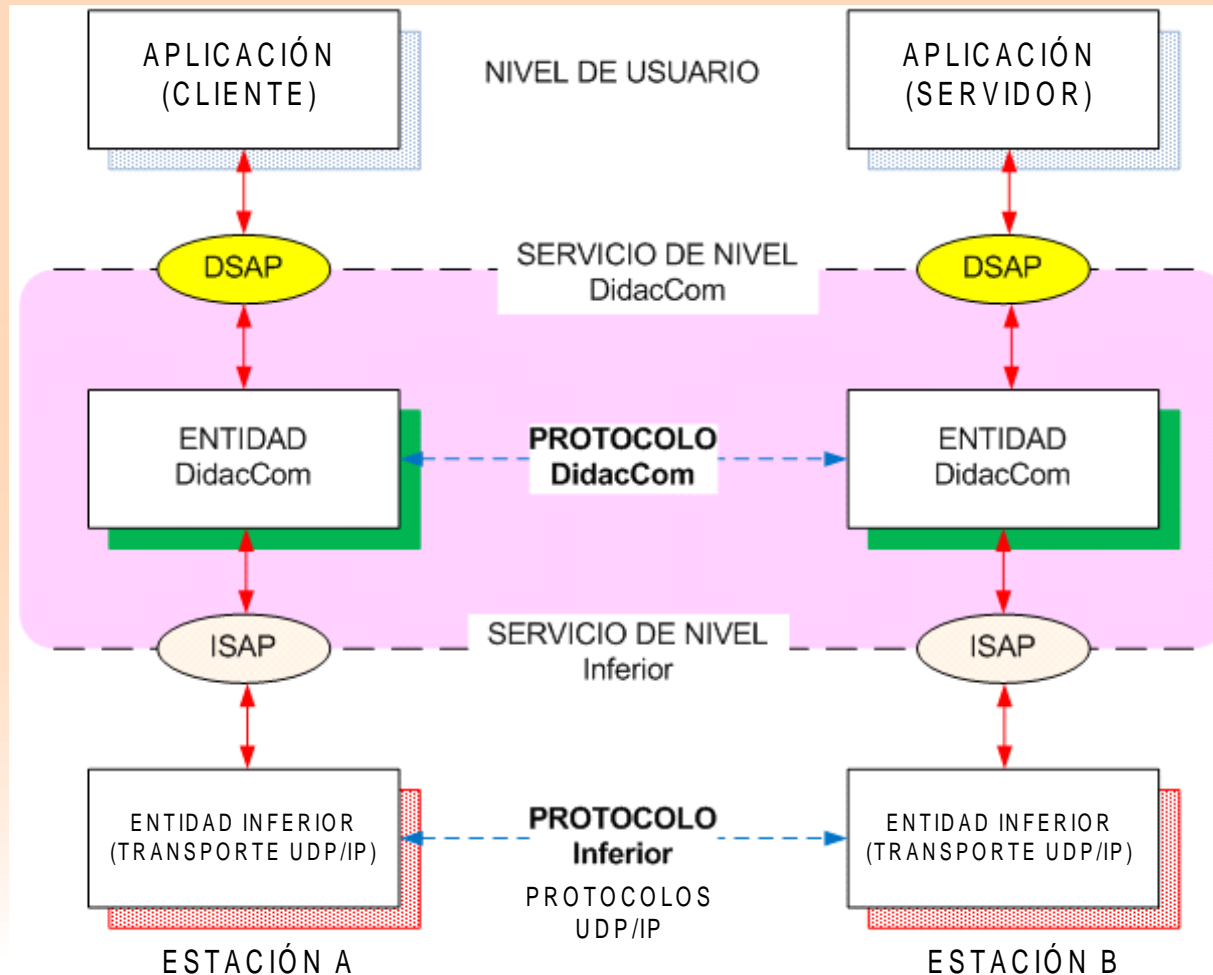 APLICACIÓN
(CLIENTE)
NIVEL DE USUARIO
APLICACIÓN
(SERVIDOR)
DSAP
SERVICIO DE NIVEL
DidacCom
DSAP
ENTIDAD
DidacCom
PROTOCOLO
DidacCom
ENTIDAD
DidacCom
ISAP
SERVICIO DE NIVEL
Inferior
ISAP
ENTIDAD INFERIOR
(TRANSPORTE UDP/IP)
PROTOCOLO
Inferior
PROTOCOLOS
UDP/IP
ENTIDAD INFERIOR
(TRANSPORTE UDP/IP)
ESTACIÓN A
ESTACIÓN B